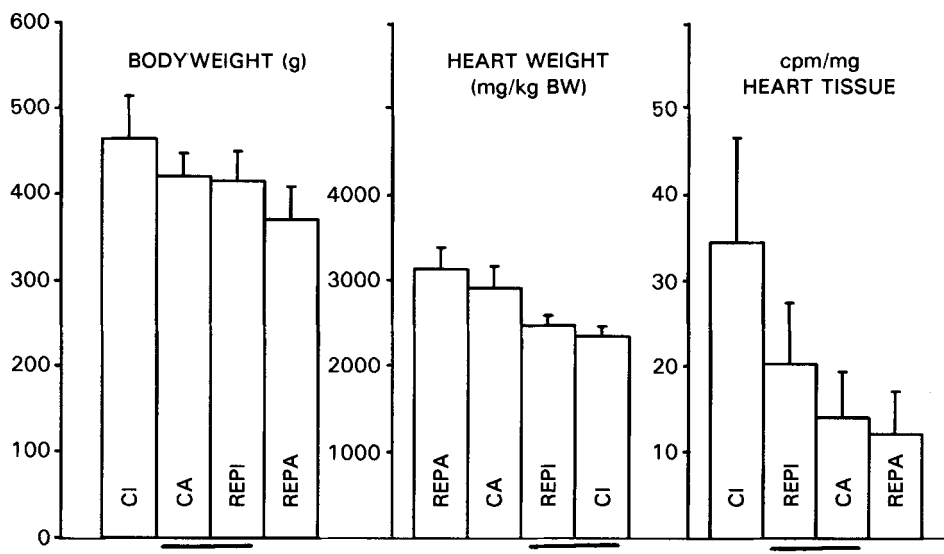 600
500
400
300
200
100
0
BODYWEIGHT (g)
CI
CA
REPI
REPA
4000
3000
2000
1000
HEART WEIGHT
(mg/kg BW)
REPA
CA
REPI
CI
50
40
30
20
10
cpm/mg
HEART TISSUE
CI
REPI
CA
REPA